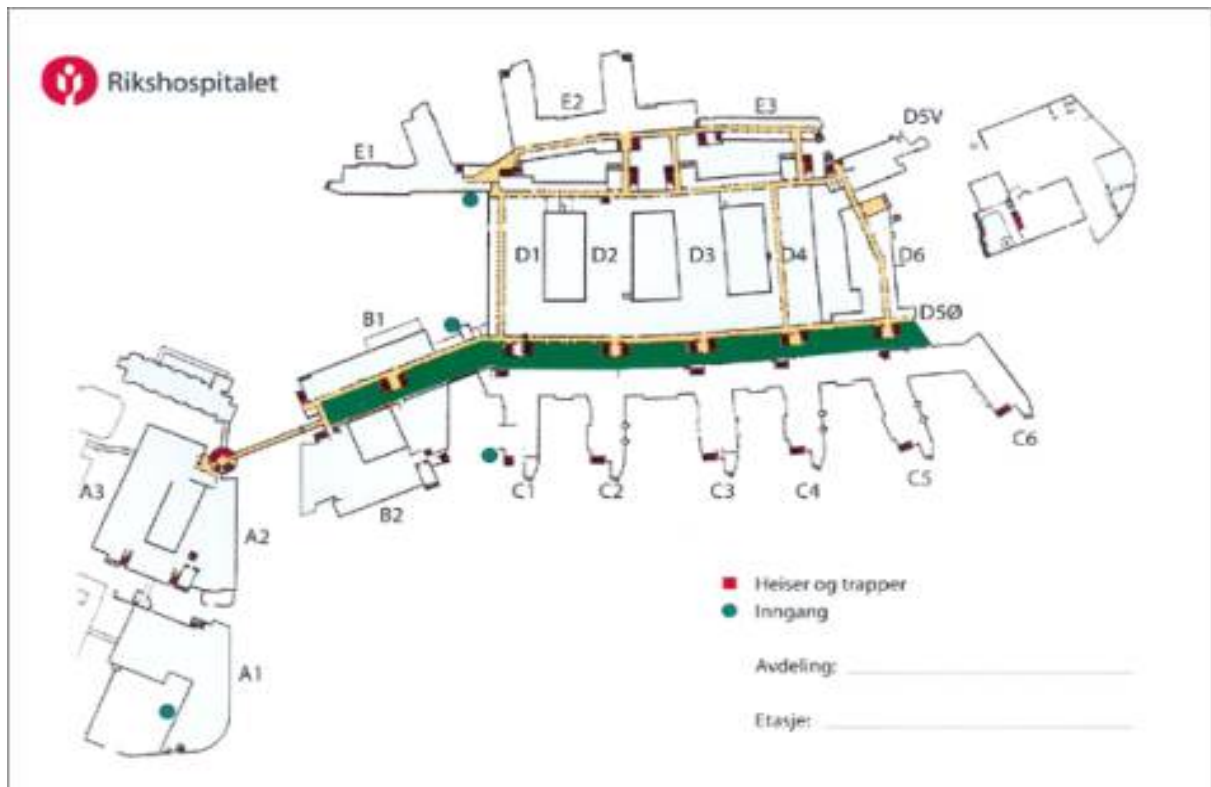 Rikshospitalet
E2
E3
D5V
E1
D1
D2
D3
D4
D6
D5Ø
B1
C6
A3
C5
C1
C2
C3
C4
B2
A2
Heiser og trapper
Inngang
A1
Avdeling:
Etasje: